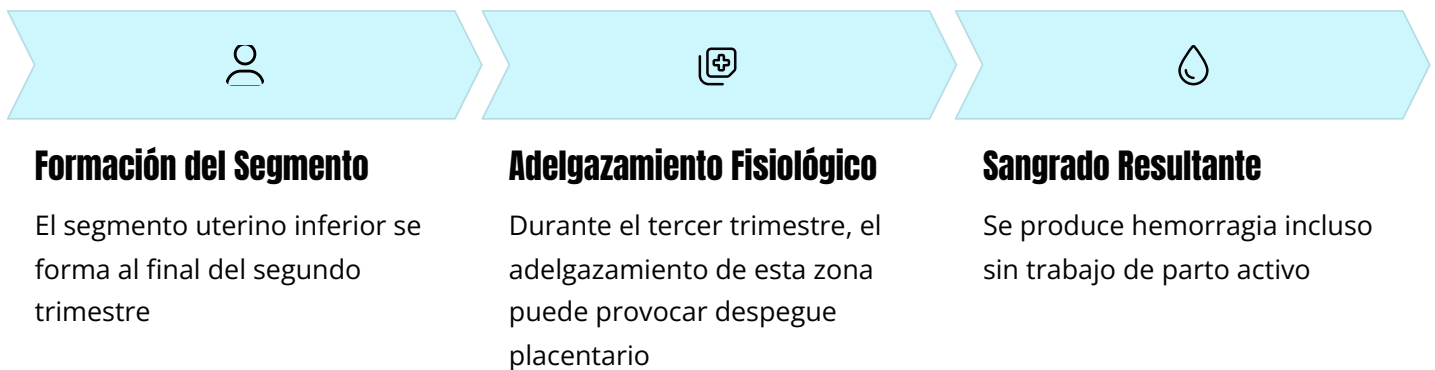 Formación del Segmento
El segmento uterino inferior se
forma al final del segundo
trimestre
Adelgazamiento Fisiológico
Durante el tercer trimestre, el
adelgazamiento de esta zona
puede provocar despegue
placentario
Sangrado Resultante
Se produce hemorragia incluso
sin trabajo de parto activo